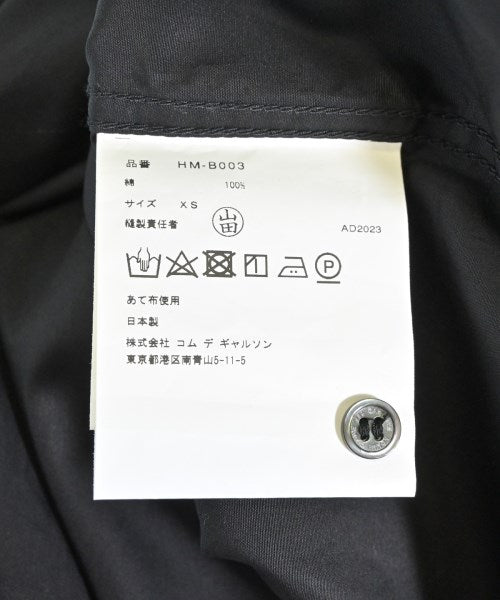 品番 HM-B003
綿 100%
サイズ XS
縫製責任者 山田 AD2023
P
あて布使用
日本製
株式会社 コム デ ギャルソン
東京都港区南青山5-11-5